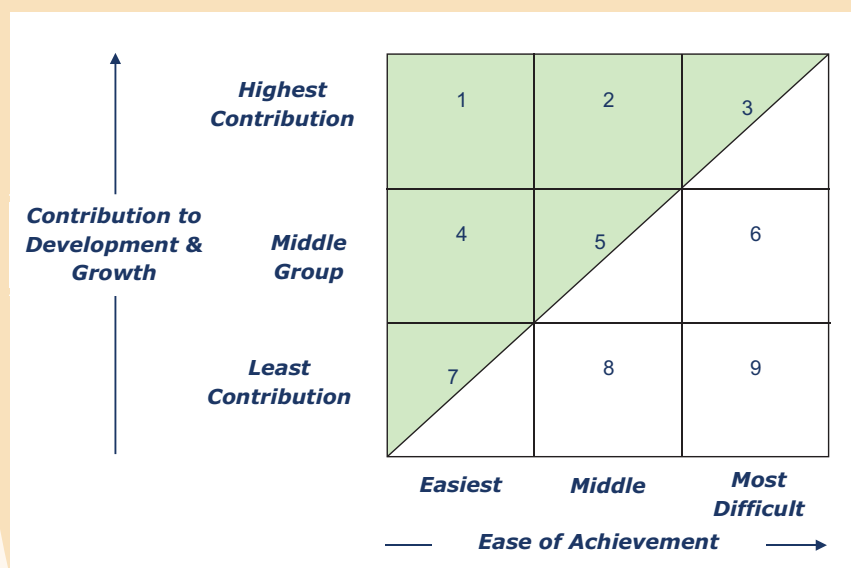 Highest
Contribution
1
2
3
Contribution to
Development &
Growth
Middle
Group
4
5
6
Least
Contribution
7
8
9
Easiest
Middle
Most
Difficult
Ease of Achievement